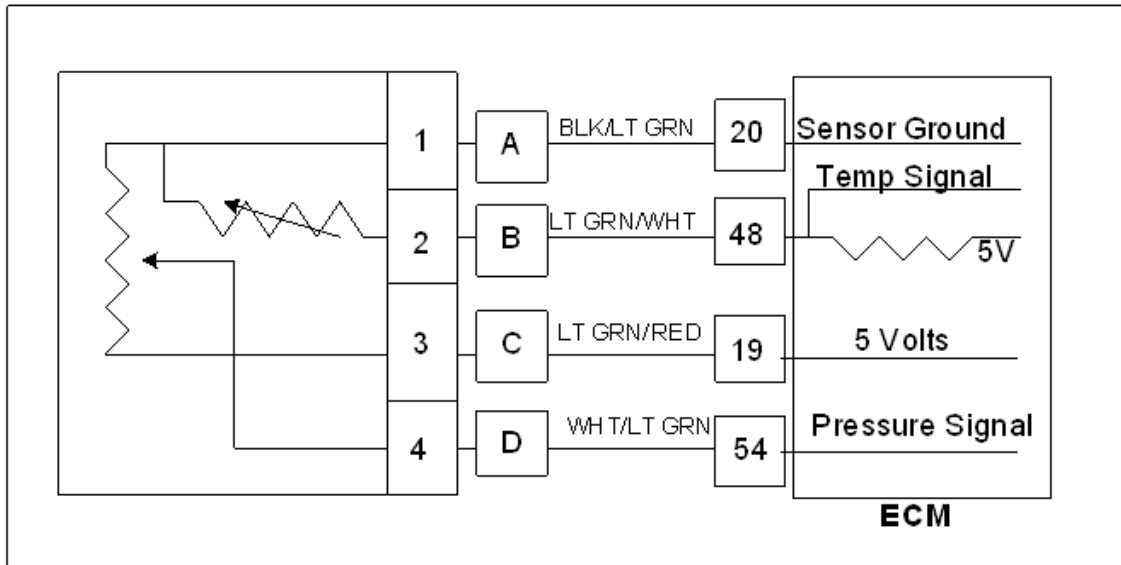 1 A BLK/LT GRN 20 Sensor Ground
Temp Signal
2 B LT GRN/WHT 48 5V
3 C LT GRN/RED 19 5 Volts
4 D WHT/LT GRN 54 Pressure Signal
ECM